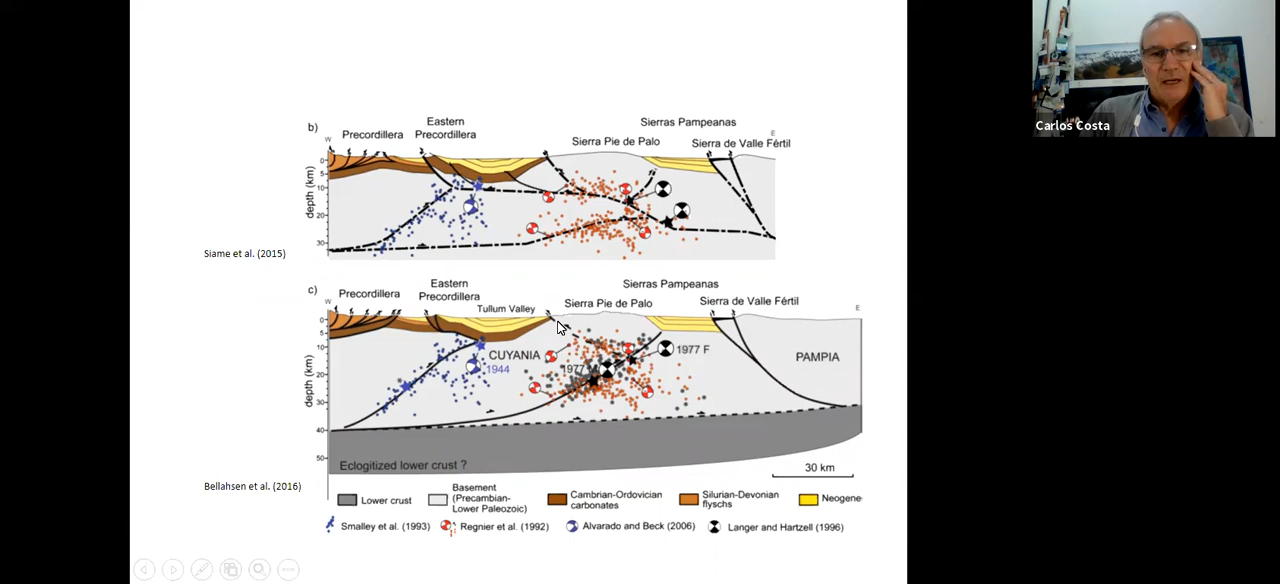 Carlos Costa
b)
Eastern
Precordillera
Precordillera
Sierras Pampeanas
Sierra Pie de Palo
Sierra de Valle Fértil
W
E
depth (km)
0
5
10
20
30
Siame et al. (2015)
c)
Eastern
Precordillera
Precordillera
Sierras Pampeanas
Tullum Valley
Sierra Pie de Palo
Sierra de Valle Fértil
W
E
depth (km)
0
5
10
20
30
40
50
CUYANIA
1944
1977
1977 F
PAMPIA
Eclogitized lower crust ?
30 km
Bellahsen et al. (2016)
Lower crust
Basement
(Precambian-
Lower Paleozoic)
Cambrian-Ordovician
carbonates
Silurian-Devonian
flyschs
Neogene
Smalley et al. (1993)
Regnier et al. (1992)
Alvarado and Beck (2006)
Langer and Hartzell (1996)